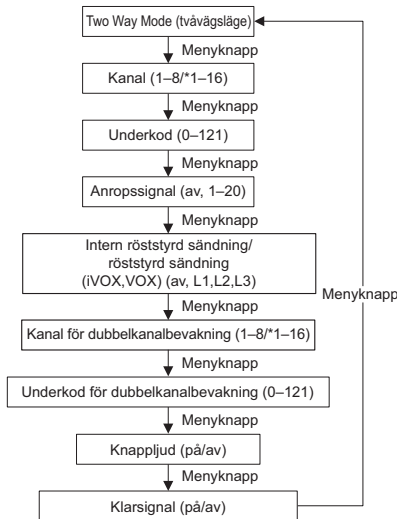 Two Way Mode (tvåvägsläge)
Menyknapp
Kanal (1–8/*1–16)
Menyknapp
Underkod (0–121)
Menyknapp
Anropssignal (av, 1–20)
Menyknapp
Intern röststyrd sändning/
röststyrd sändning
(iVOX,VOX) (av, L1,L2,L3)
Menyknapp
Menyknapp
Kanal för dubbelkanalbevakning (1–8/*1–16)
Menyknapp
Underkod för dubbelkanalbevakning (0–121)
Menyknapp
Knappljud (på/av)
Menyknapp
Klarsignal (på/av)